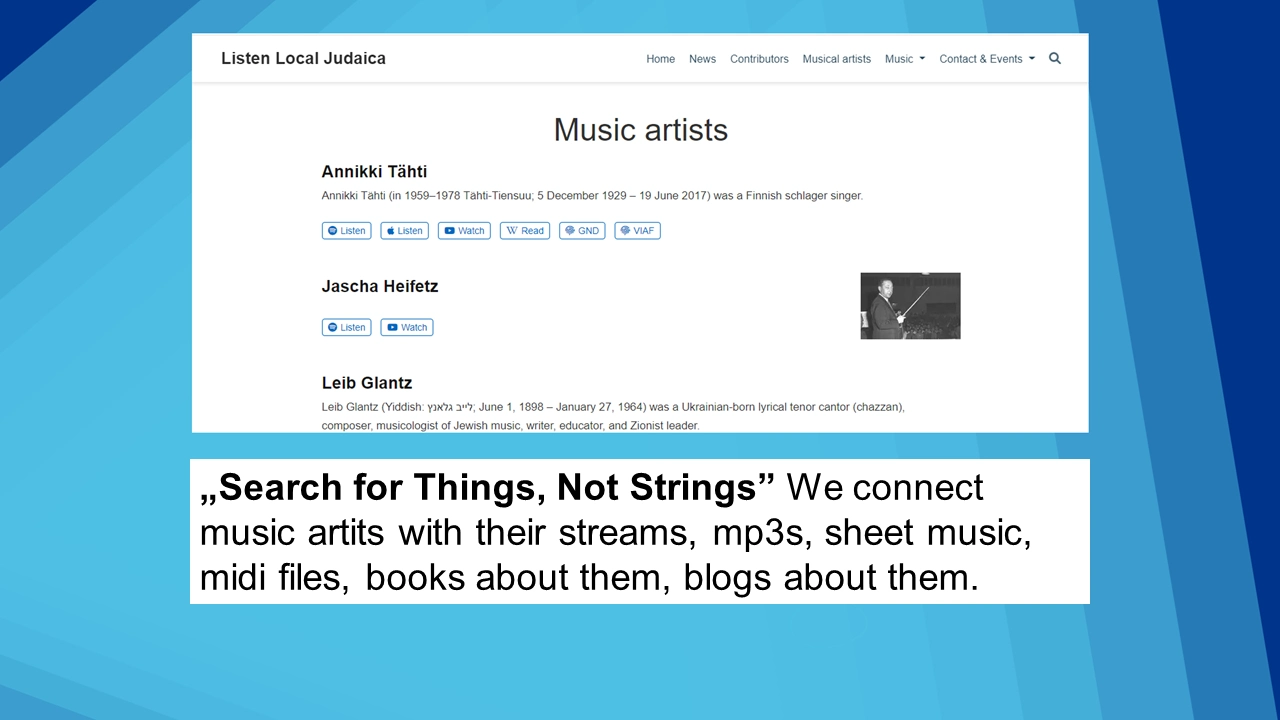 Listen Local Judaica
Home News Contributors Musical artists Music Contact & Events
Music artists
Annikki Tähti
Annikki Tähti (in 1959–1978 Tähti-Tiensuu; 5 December 1929 – 19 June 2017) was a Finnish schlager singer.
Listen Listen Watch Read GND VIAF
Jascha Heifetz
Listen Watch
Leib Glantz
Leib Glantz (Yiddish: לייב גלאנץ; June 1, 1898 – January 27, 1964) was a Ukrainian-born lyrical tenor cantor (chazzan),
composer, musicologist of Jewish music, writer, educator, and Zionist leader.
„Search for Things, Not Strings” We connect
music artits with their streams, mp3s, sheet music,
midi files, books about them, blogs about them.